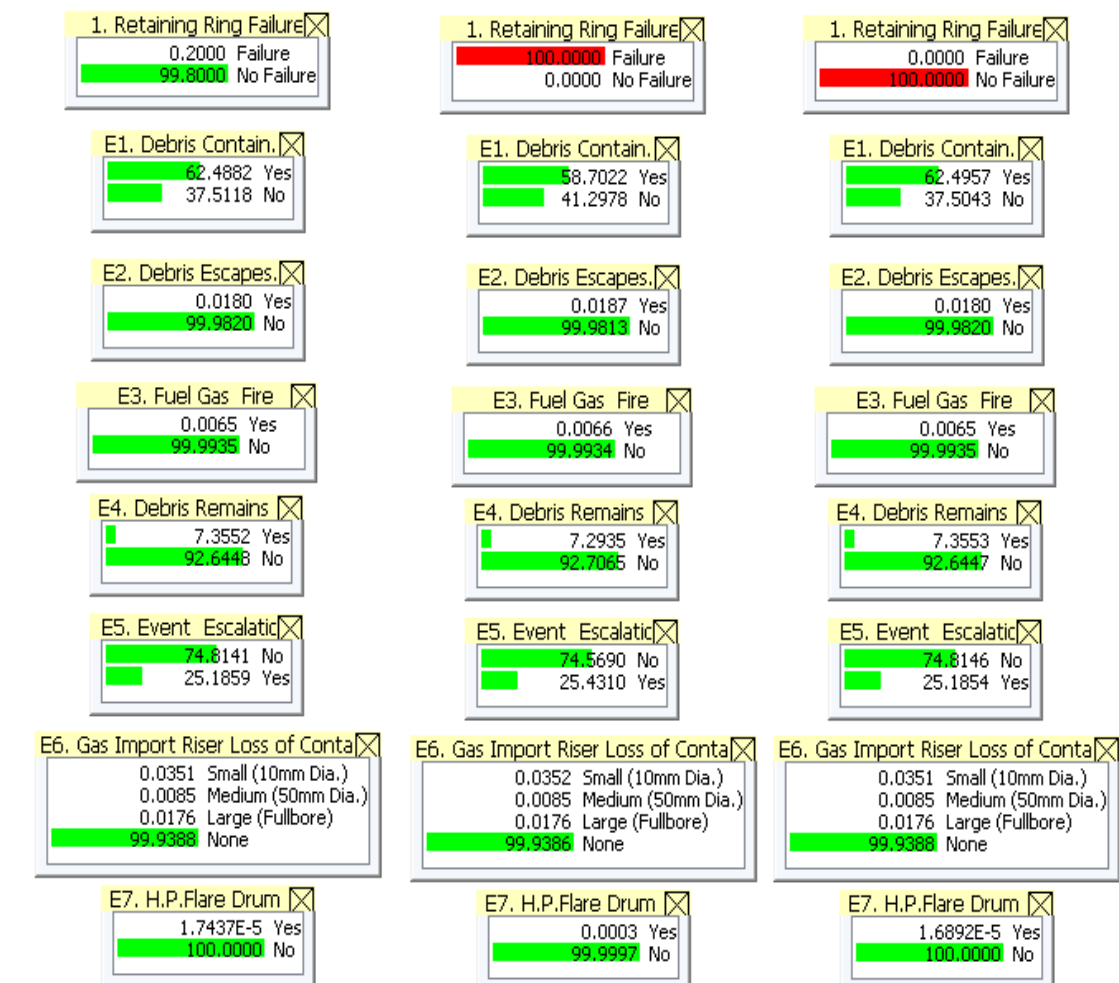 1. Retaining Ring Failure
0.2000 Failure
99.8000 No Failure
E1. Debris Contain.
62.4882 Yes
37.5118 No
E2. Debris Escapes.
0.0180 Yes
99.9820 No
E3. Fuel Gas Fire
0.0065 Yes
99.9935 No
E4. Debris Remains
7.3552 Yes
92.6448 No
E5. Event Escalatic
74.8141 No
25.1859 Yes
E6. Gas Import Riser Loss of Conta
0.0351 Small (10mm Dia.)
0.0085 Medium (50mm Dia.)
0.0176 Large (Fullbore)
99.9388 None
E7. H.P.Flare Drum
1.7437E-5 Yes
100.0000 No
1. Retaining Ring Failure
100.0000 Failure
0.0000 No Failure
E1. Debris Contain.
58.7022 Yes
41.2978 No
E2. Debris Escapes.
0.0187 Yes
99.9813 No
E3. Fuel Gas Fire
0.0066 Yes
99.9934 No
E4. Debris Remains
7.2935 Yes
92.7065 No
E5. Event Escalatic
74.5690 No
25.4310 Yes
E6. Gas Import Riser Loss of Conta
0.0352 Small (10mm Dia.)
0.0085 Medium (50mm Dia.)
0.0176 Large (Fullbore)
99.9386 None
E7. H.P.Flare Drum
0.0003 Yes
99.9997 No
1. Retaining Ring Failure
0.0000 Failure
100.0000 No Failure
E1. Debris Contain.
62.4957 Yes
37.5043 No
E2. Debris Escapes.
0.0180 Yes
99.9820 No
E3. Fuel Gas Fire
0.0065 Yes
99.9935 No
E4. Debris Remains
7.3553 Yes
92.6447 No
E5. Event Escalatic
74.8146 No
25.1854 Yes
E6. Gas Import Riser Loss of Conta
0.0351 Small (10mm Dia.)
0.0085 Medium (50mm Dia.)
0.0176 Large (Fullbore)
99.9388 None
E7. H.P.Flare Drum
1.6892E-5 Yes
100.0000 No